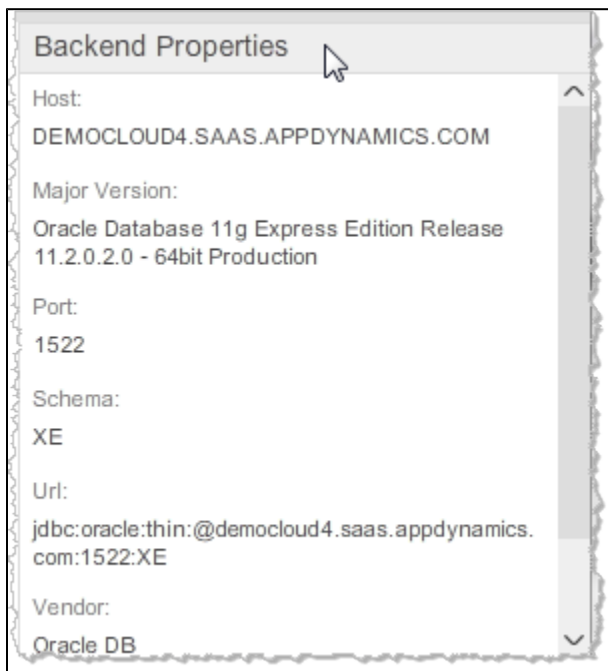 Backend Properties
Host:
DEMOCLOUD4.SAAS.APPDYNAMICS.COM
Major Version:
Oracle Database 11g Express Edition Release
11.2.0.2.0 - 64bit Production
Port:
1522
Schema:
XE
Url:
jdbc:oracle:thin:@democloud4.saas.appdynamics.
com:1522:XE
Vendor:
Oracle DB